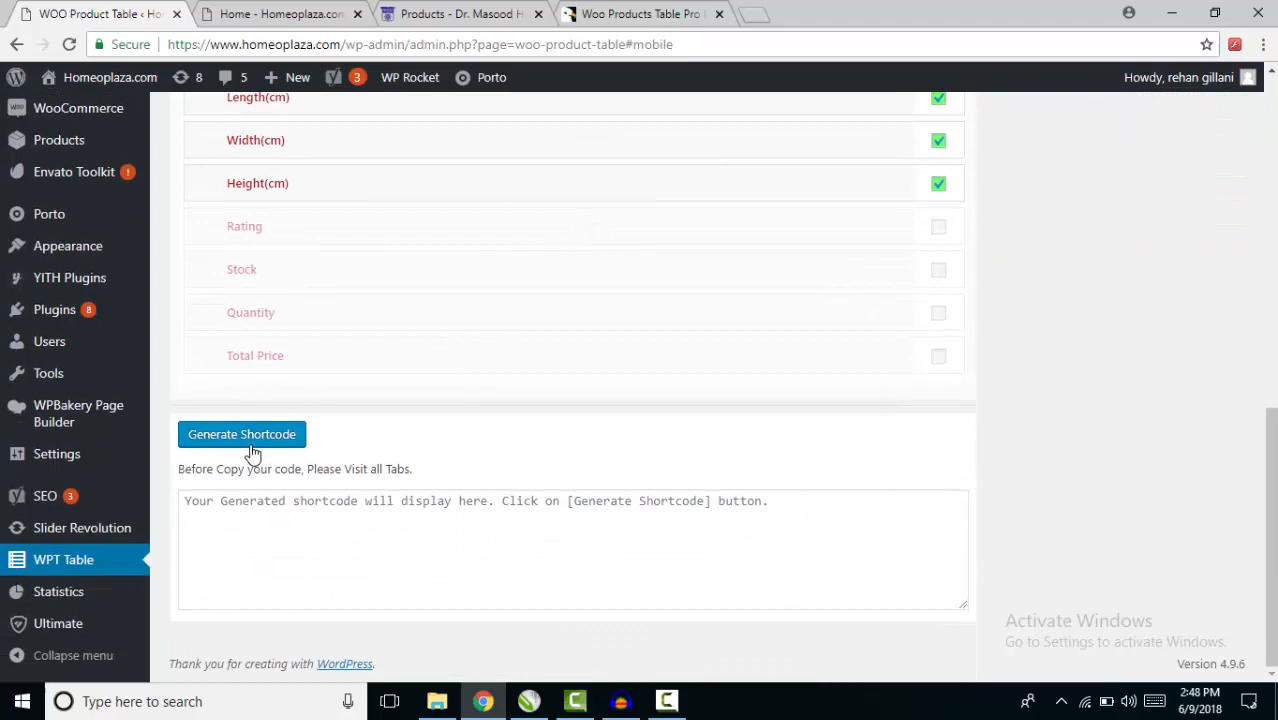 WOO Product Table ‹ Ho
Home - Homeoplaza.com
Products - Dr. Masood H
Woo Products Table Pro
Secure
https://www.homeoplaza.com/wp-admin/admin.php?page=woo-product-table#mobile
Homeoplaza.com
8
5
New
3
WP Rocket
Porto
Howdy, rehan gillani
WooCommerce
Products
Envato Toolkit !
Porto
Appearance
YITH Plugins
Plugins 8
Users
Tools
WPBakery Page
Builder
Settings
SEO 3
Slider Revolution
WPT Table
Statistics
Ultimate
Collapse menu
Length(cm)
Width(cm)
Height(cm)
Rating
Stock
Quantity
Total Price
Generate Shortcode
Before Copy your code, Please Visit all Tabs.
Your Generated shortcode will display here. Click on [Generate Shortcode] button.
Activate Windows
Go to Settings to activate Windows.
Thank you for creating with WordPress.
Version 4.9.6
Type here to search
2:48 PM
6/9/2018